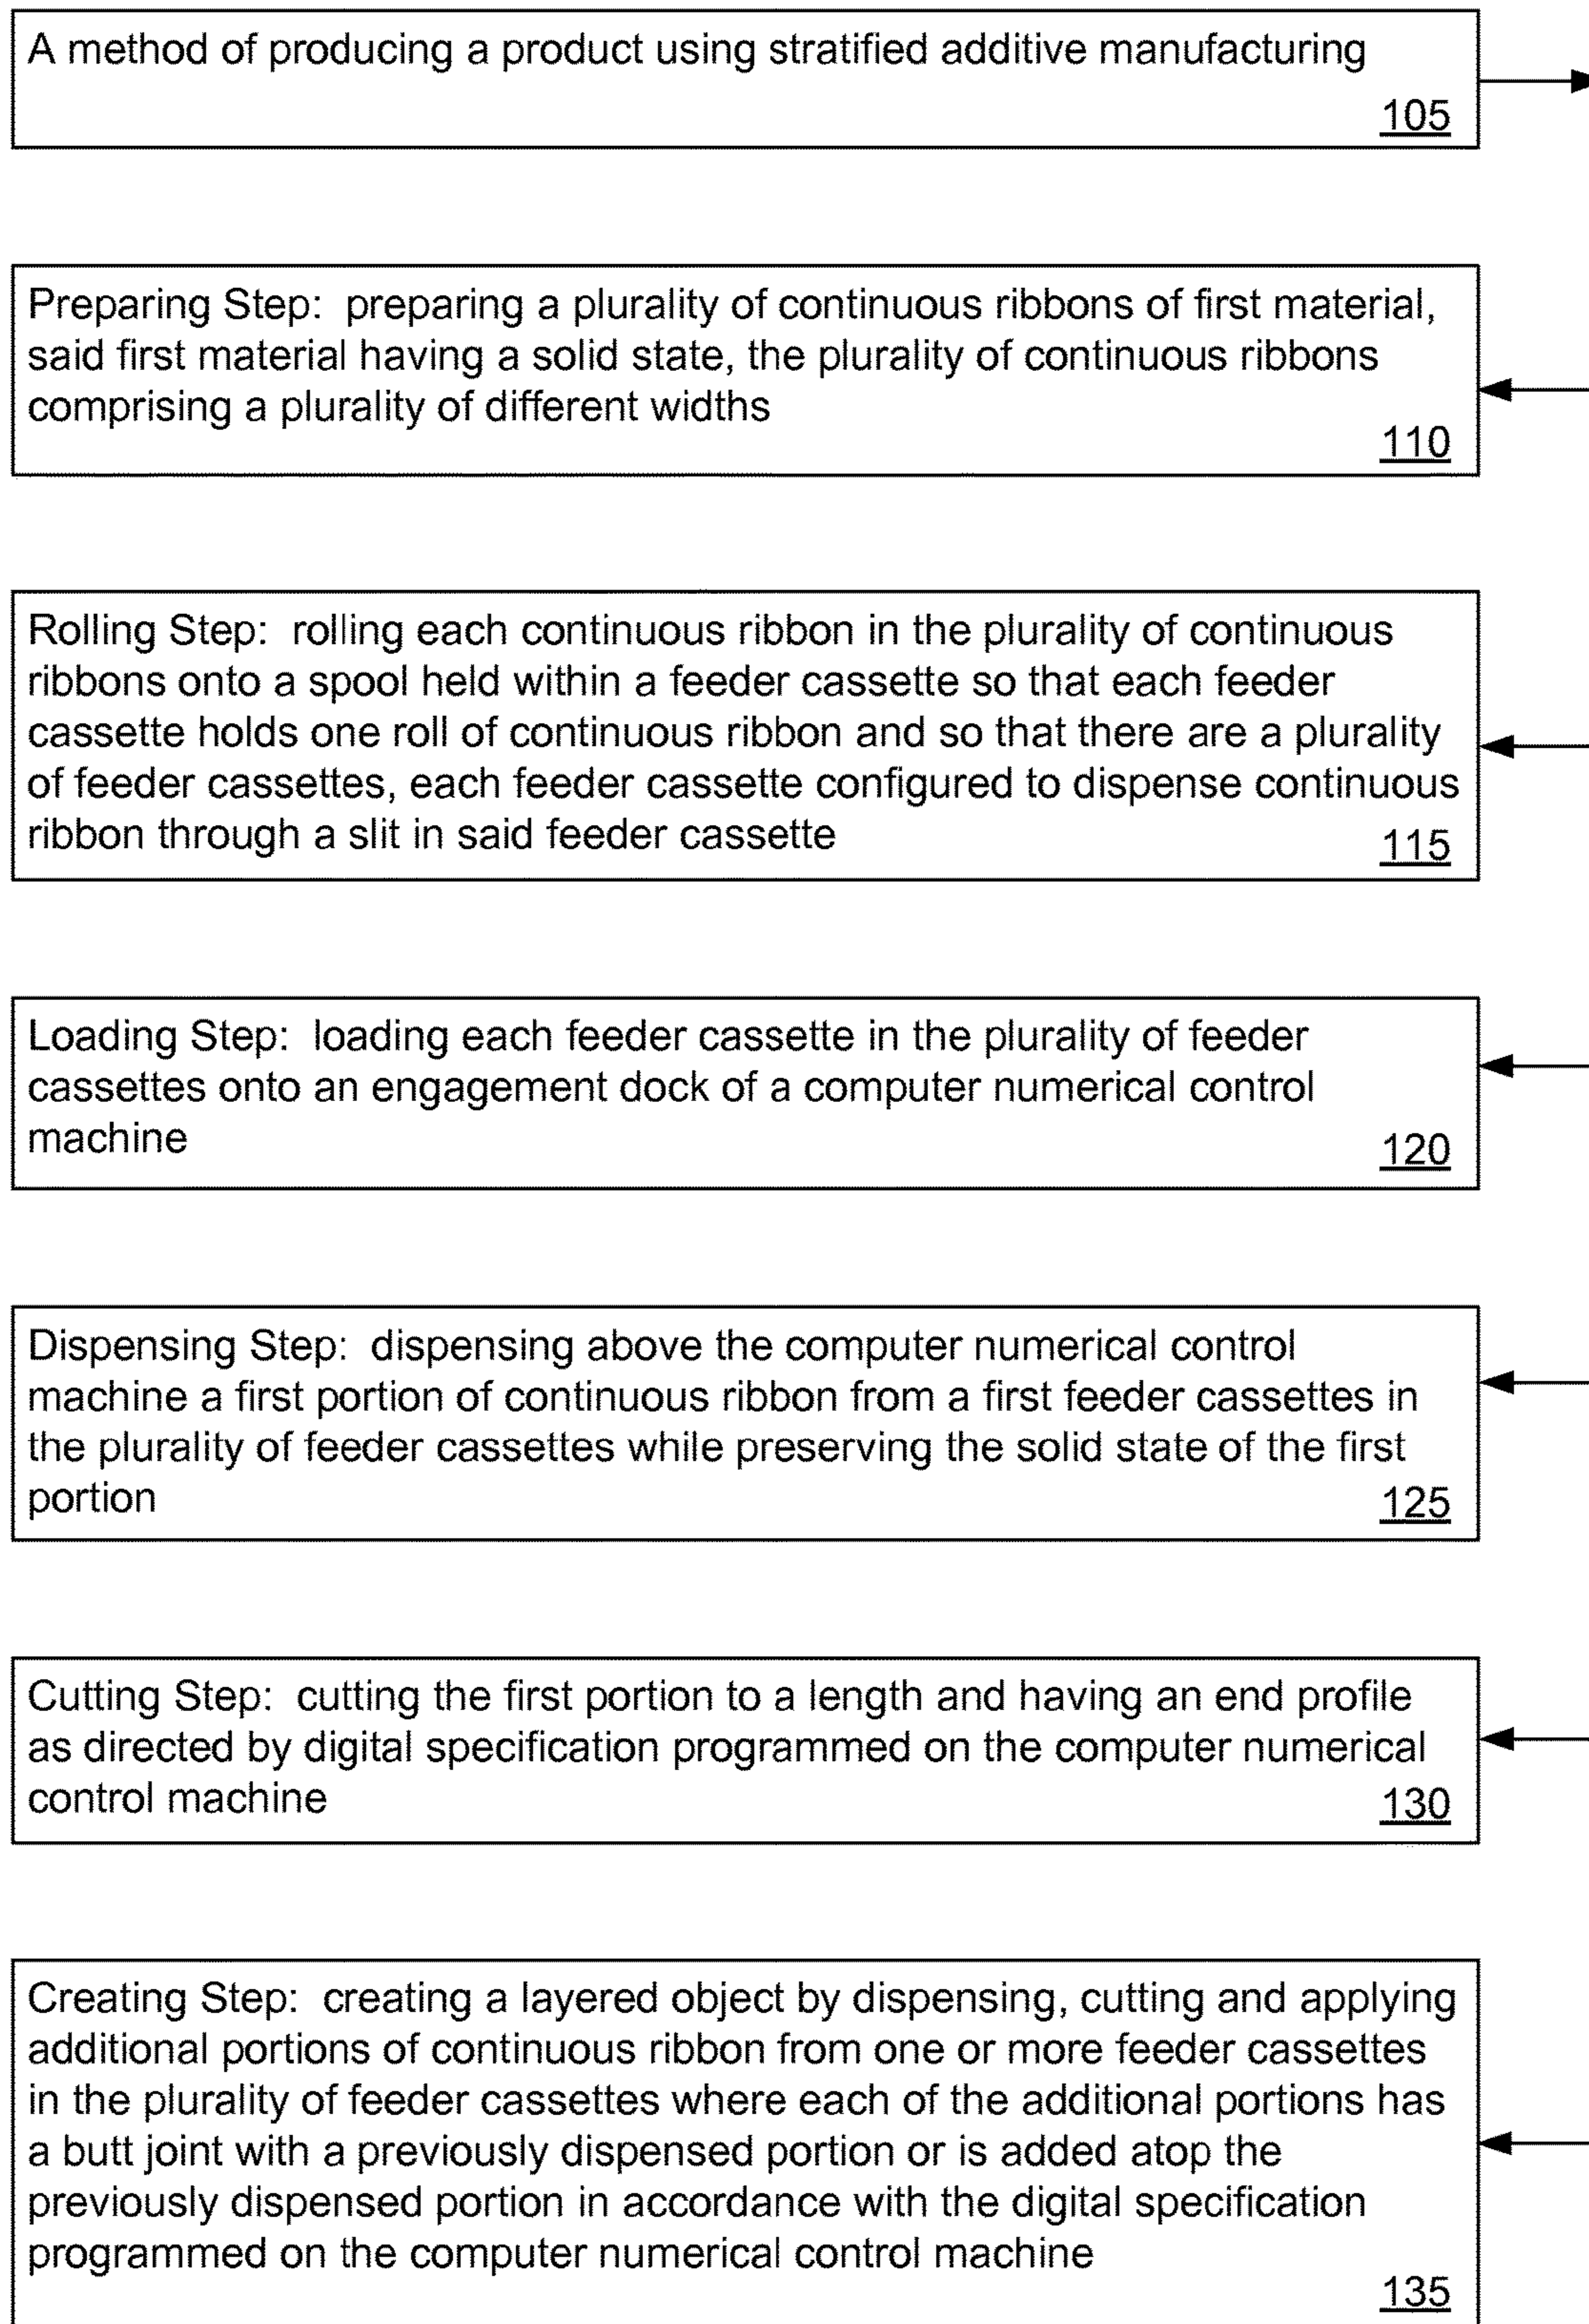 A method of producing a product using stratified additive manufacturing
105
Preparing Step: preparing a plurality of continuous ribbons of first material,
said first material having a solid state, the plurality of continuous ribbons
comprising a plurality of different widths
110
Rolling Step: rolling each continuous ribbon in the plurality of continuous
ribbons onto a spool held within a feeder cassette so that each feeder
cassette holds one roll of continuous ribbon and so that there are a plurality
of feeder cassettes, each feeder cassette configured to dispense continuous
ribbon through a slit in said feeder cassette
115
Loading Step: loading each feeder cassette in the plurality of feeder
cassettes onto an engagement dock of a computer numerical control
machine
120
Dispensing Step: dispensing above the computer numerical control
machine a first portion of continuous ribbon from a first feeder cassettes in
the plurality of feeder cassettes while preserving the solid state of the first
portion
125
Cutting Step: cutting the first portion to a length and having an end profile
as directed by digital specification programmed on the computer numerical
control machine
130
Creating Step: creating a layered object by dispensing, cutting and applying
additional portions of continuous ribbon from one or more feeder cassettes
in the plurality of feeder cassettes where each of the additional portions has
a butt joint with a previously dispensed portion or is added atop the
previously dispensed portion in accordance with the digital specification
programmed on the computer numerical control machine
135